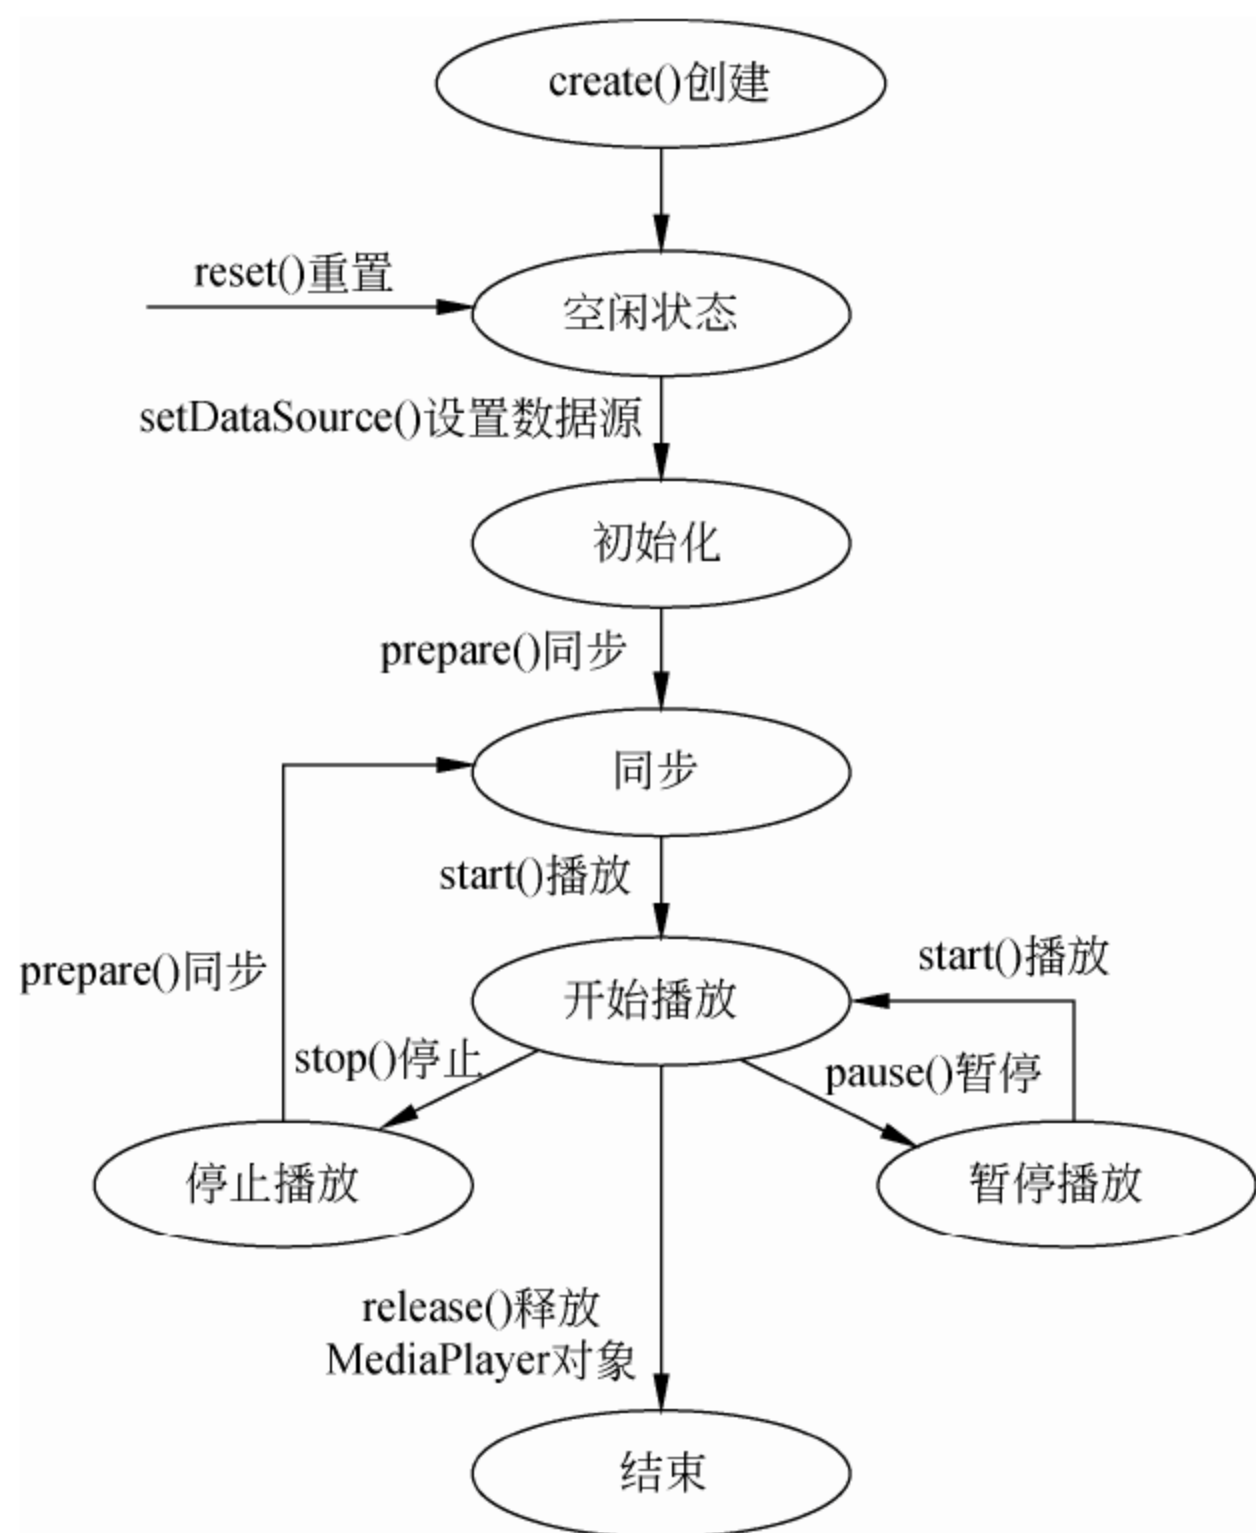 create()创建
reset()重置
空闲状态
setDataSource()设置数据源
初始化
prepare()同步
同步
start()播放
start()播放
prepare()同步
开始播放
stop()停止
pause()暂停
停止播放
暂停播放
release()释放
MediaPlayer对象
结束